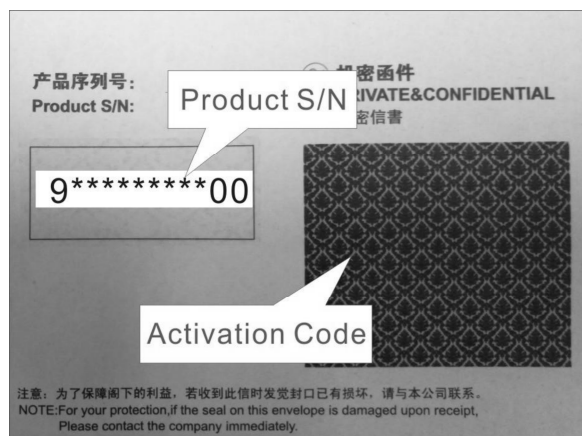 产品序列号:
Product S/N:
Product S/N
密函件
IVATE&CONFIDENTIAL
密信書
9*********00
Activation Code
注意：为了保障阁下的利益，若收到此信时发觉封口已有损坏，请与本公司联系。
NOTE:For your protection,if the seal on this envelope is damaged upon receipt,
Please contact the company immediately.